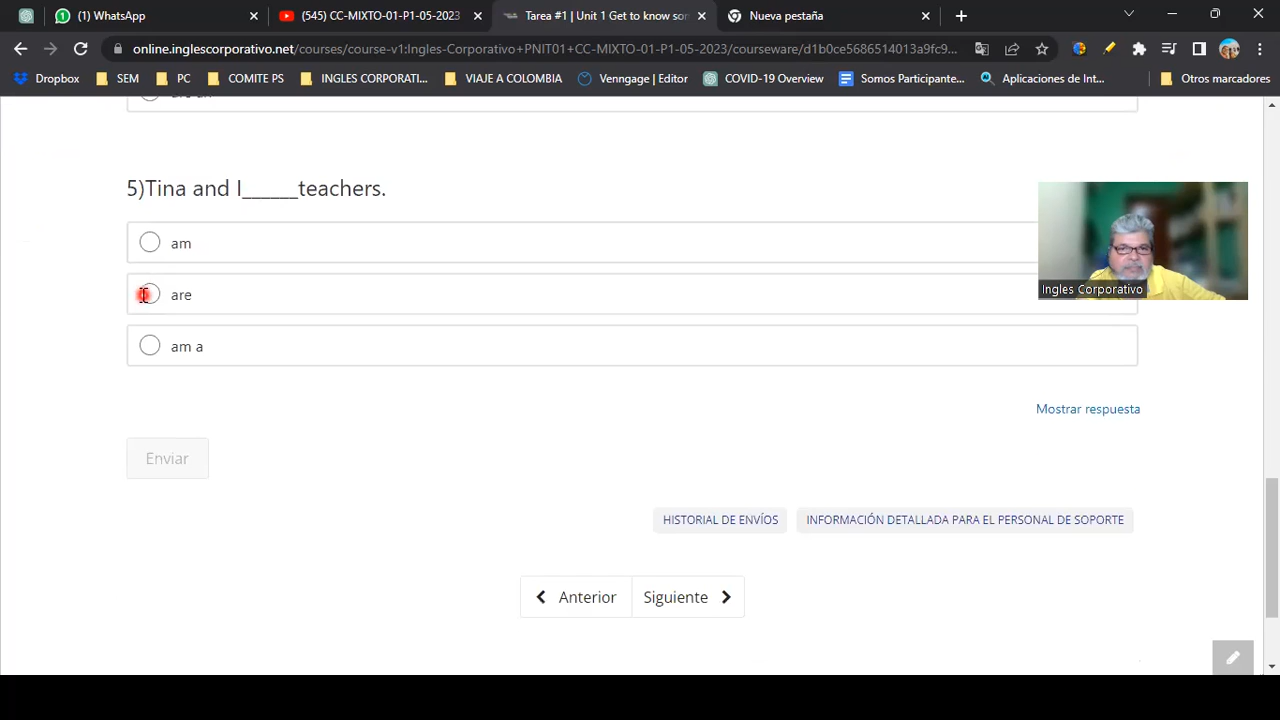 (1) WhatsApp
(545) CC-MIXTO-01-P1-05-2023
Tarea #1 | Unit 1 Get to know so
Nueva pestaña
online.inglescorporativo.net/courses/course-v1:Ingles-Corporativo+PNIT01+CC-MIXTO-01-P1-05-2023/courseware/d1b0ce5686514013a9fc9...
Dropbox SEM PC COMITE PS INGLES CORPORATI... VIAJE A COLOMBIA Venngage | Editor COVID-19 Overview Somos Participante... Aplicaciones de Int... Otros marcadores
5)Tina and I______teachers.
am
are
am a
Ingles Corporativo
Mostrar respuesta
Enviar
HISTORIAL DE ENVÍOS INFORMACIÓN DETALLADA PARA EL PERSONAL DE SOPORTE
Anterior Siguiente